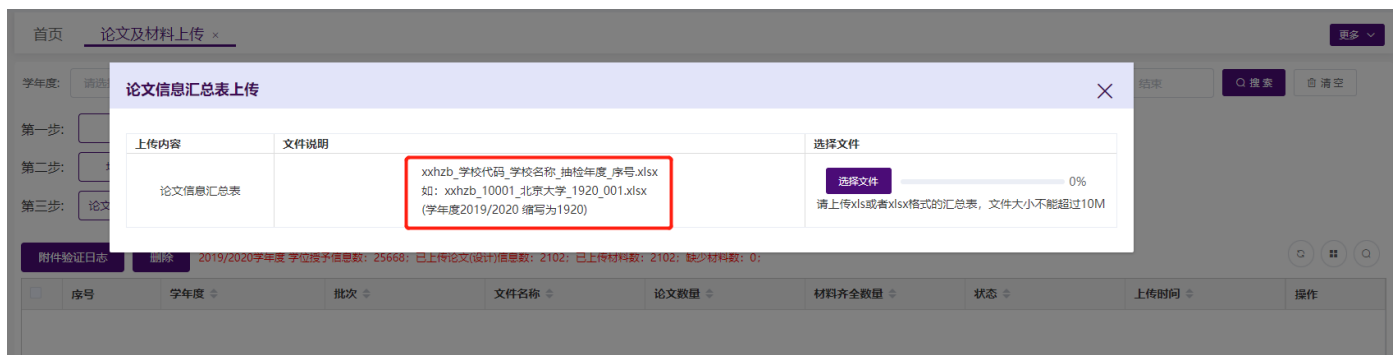 首页 论文及材料上传 × 更多
学年度: 请选 结束 搜索 清空
论文信息汇总表上传
第一步:
上传内容 文件说明 选择文件
第二步:
xxhzb_学校代码_学校名称_抽检年度_序号.xlsx
论文信息汇总表 如：xxhzb_10001_北京大学_1920_001.xlsx 选择文件 0%
第三步: 论文 (学年度2019/2020 缩写为1920) 请上传xls或者xlsx格式的汇总表，文件大小不能超过10M
附件验证日志 删除 2019/2020学年度 学位授予信息数：25668；已上传论文(设计)信息数：2102；已上传材料数：2102；缺少材料数：0；
序号 学年度 批次 文件名称 论文数量 材料齐全数量 状态 上传时间 操作